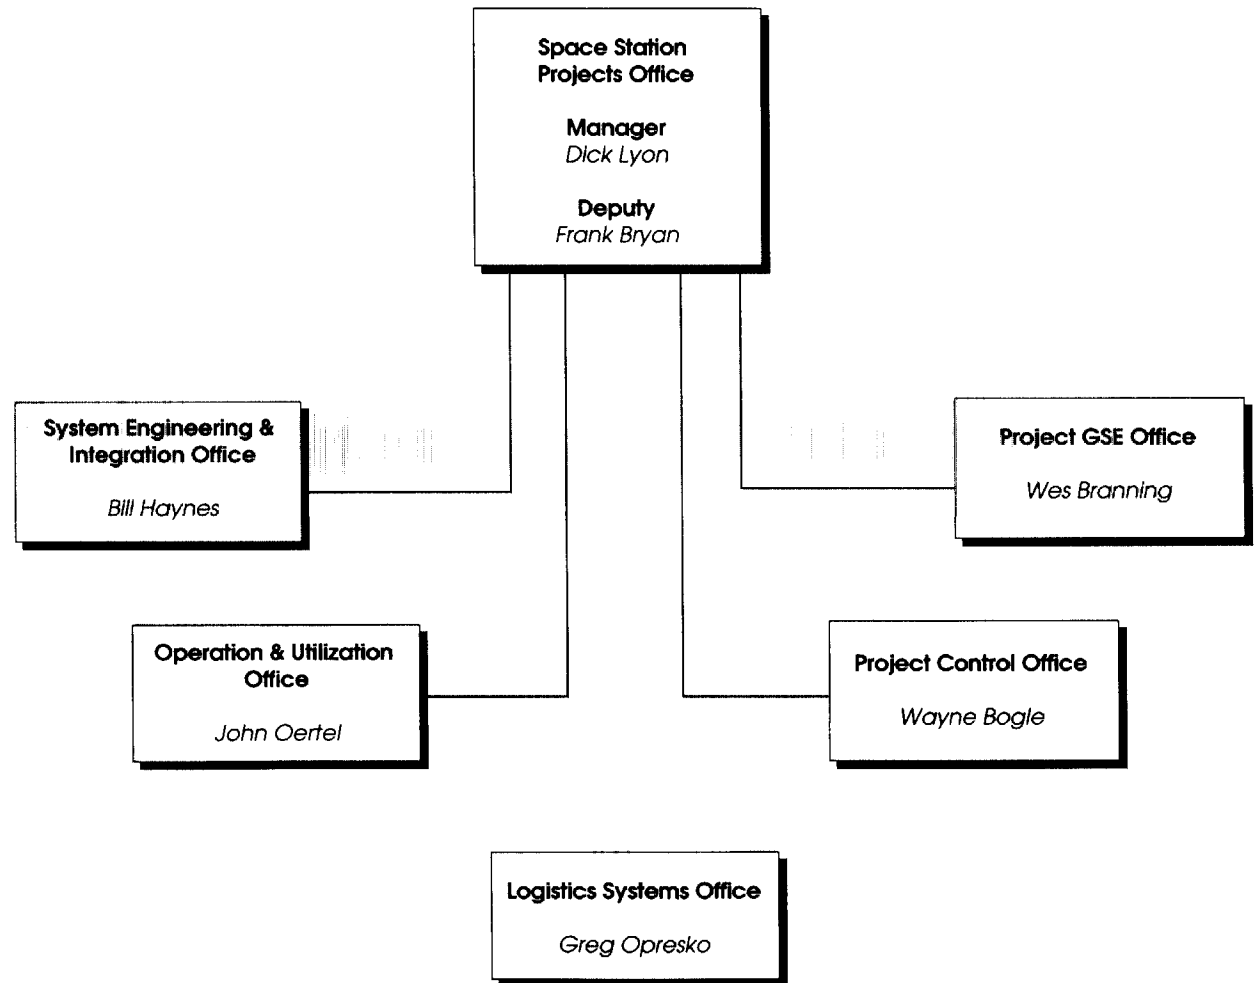 Space Station
Projects Office
Manager
Dick Lyon
Deputy
Frank Bryan
System Engineering &
Integration Office
Bill Haynes
Project GSE Office
Wes Branning
Operation & Utilization
Office
John Oertel
Project Control Office
Wayne Bogle
Logistics Systems Office
Greg Opresko